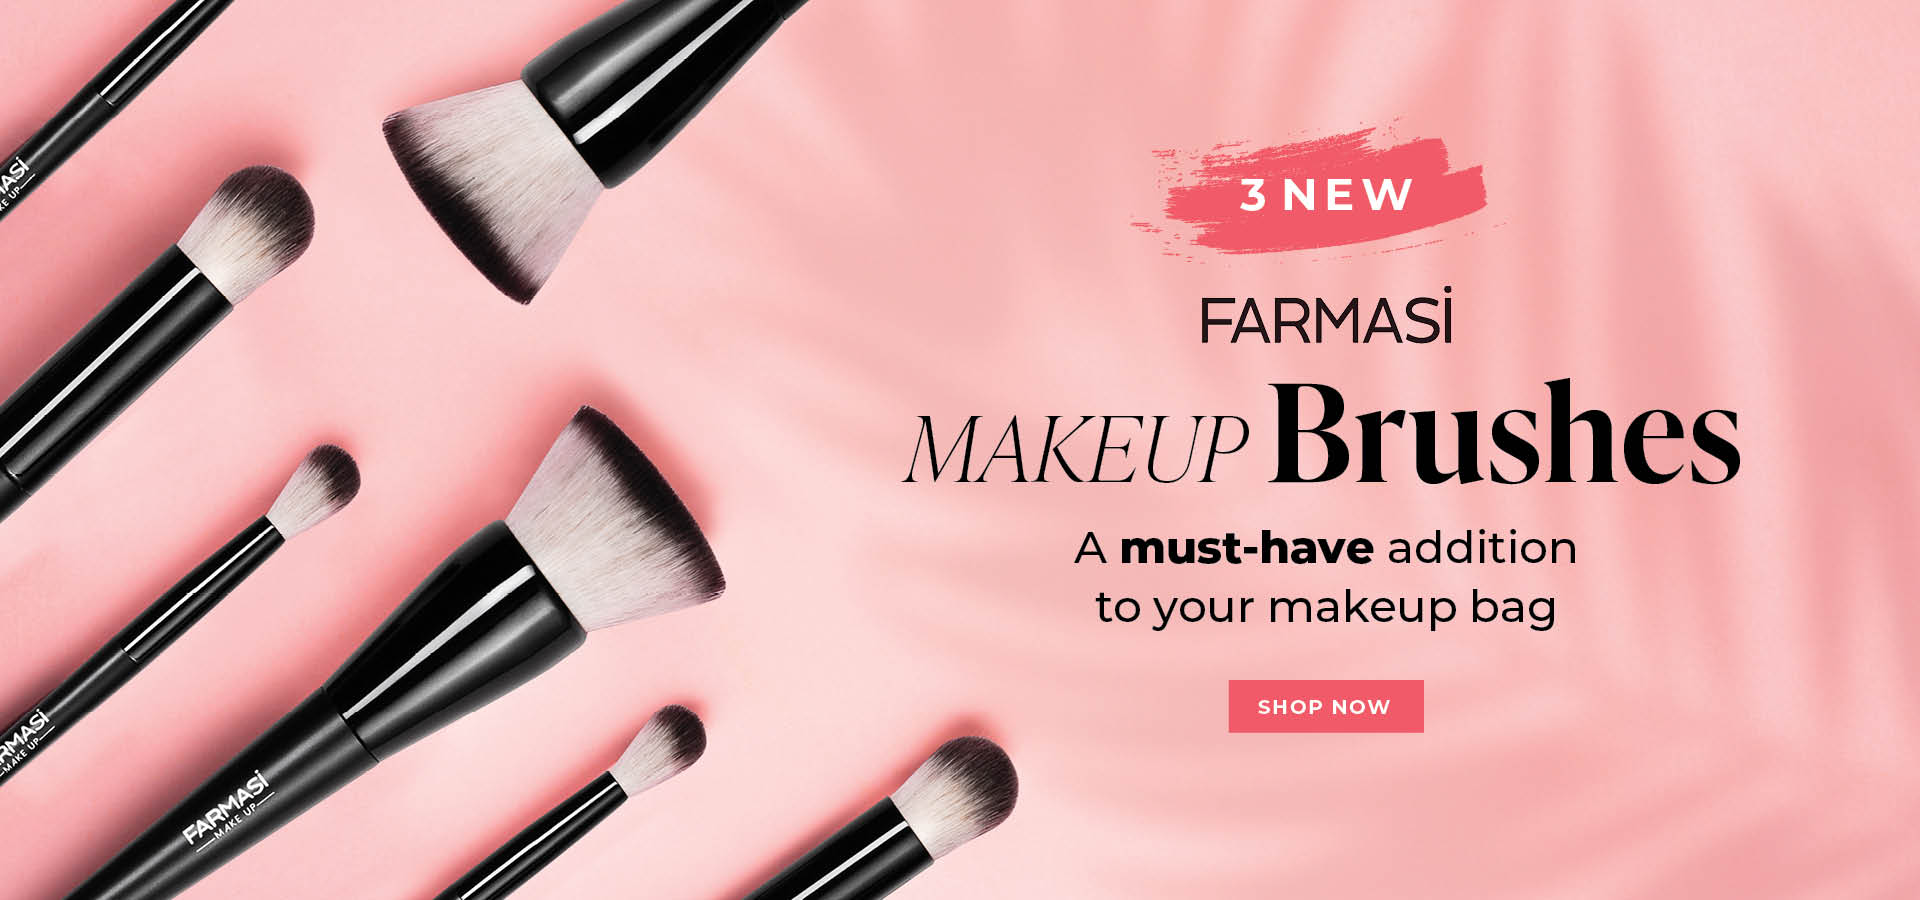 3 NEW
FARMASİ
MAKEUP Brushes
A must-have addition
to your makeup bag
SHOP NOW
FARMASİ
MAKE UP